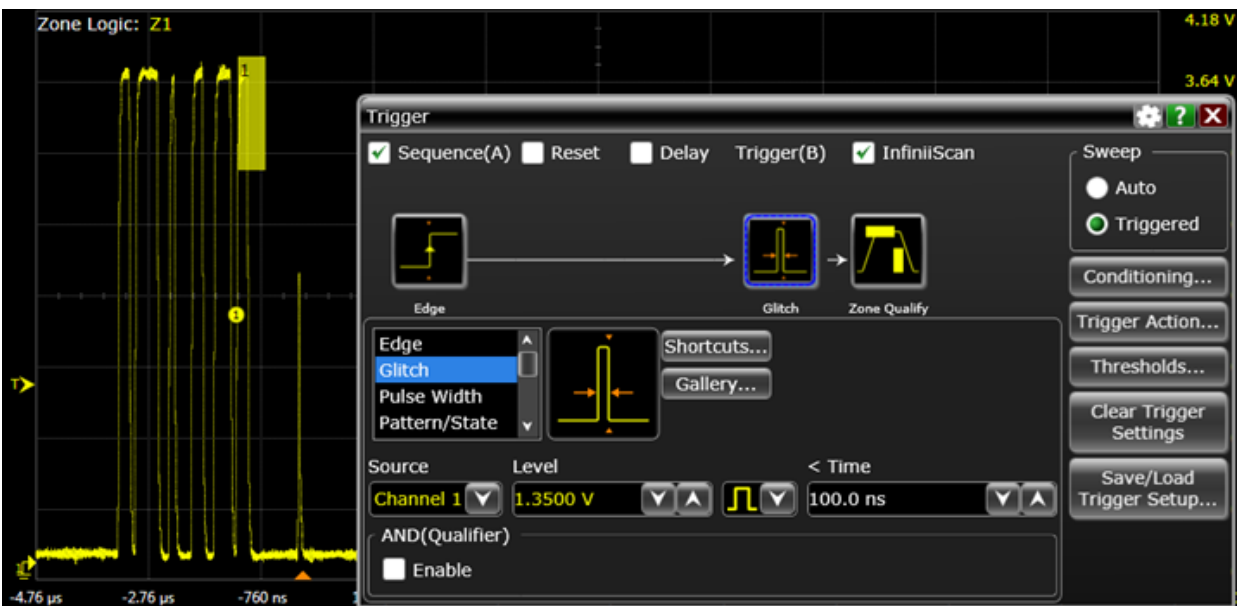 Zone Logic: Z1
4.18 V
3.64 V
1
Trigger
?
X
Sequence(A)
Reset
Delay
Trigger(B)
InfiniiScan
Sweep
Auto
Triggered
Edge
Glitch
Zone Qualify
Conditioning...
Trigger Action...
Thresholds...
Clear Trigger
Settings
Save/Load
Trigger Setup...
Edge
Glitch
Pulse Width
Pattern/State
Shortcuts...
Gallery...
Source
Level
< Time
Channel 1
1.3500 V
100.0 ns
AND(Qualifier)
Enable
1
T
-4.76 µs
-2.76 µs
-760 ns
1